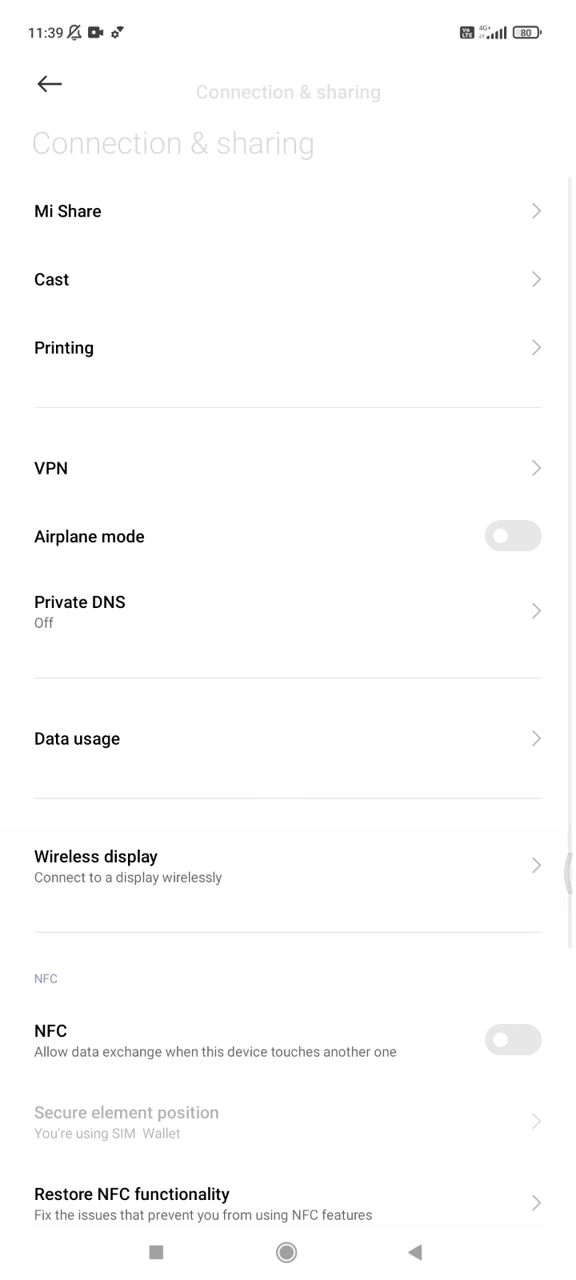 11:39
Vo
LTE
4G+
80
Connection & sharing
Connection & sharing
Mi Share
Cast
Printing
VPN
Airplane mode
Private DNS
Off
Data usage
Wireless display
Connect to a display wirelessly
NFC
NFC
Allow data exchange when this device touches another one
Secure element position
You're using SIM Wallet
Restore NFC functionality
Fix the issues that prevent you from using NFC features